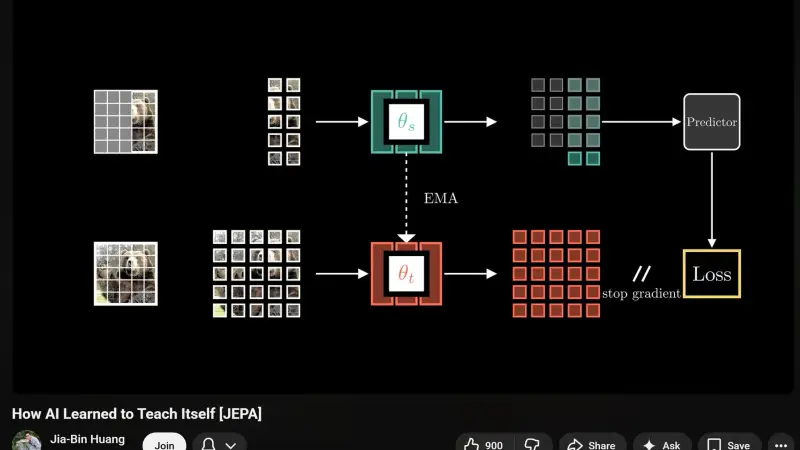 θs
Predictor
EMA
θt
//
stop gradient
Loss
How AI Learned to Teach Itself [JEPA]
Jia-Bin Huang
Join
900
Share
Ask
Save